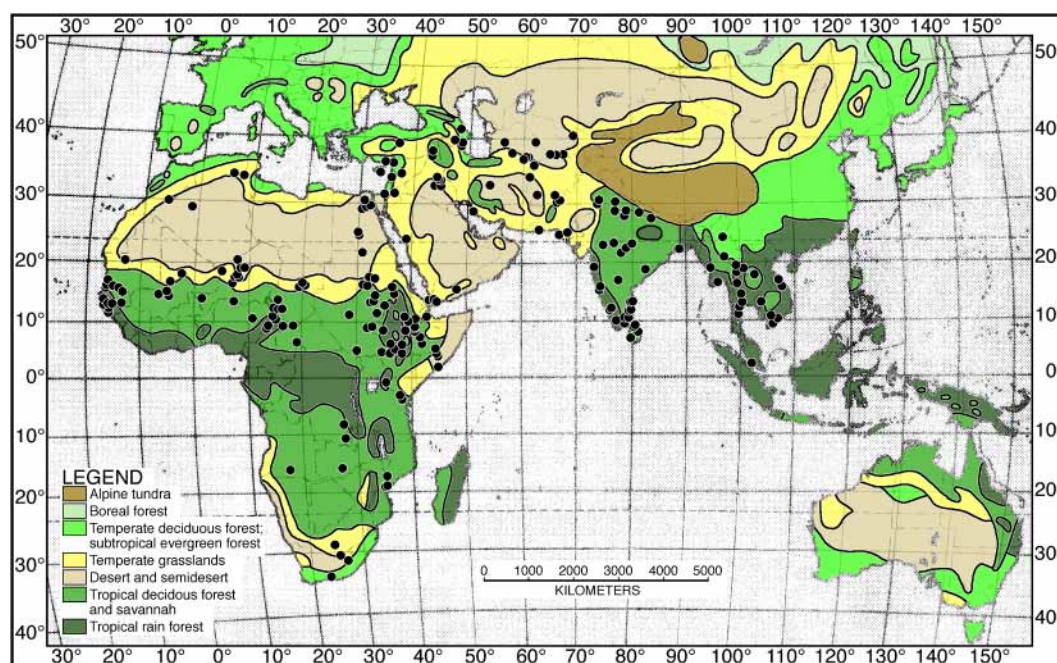 30° 20° 10° 0° 10° 20° 30° 40° 50° 60° 70° 80° 90° 100° 110° 120° 130° 140° 150°
50° 50°
40° 40°
30° 30°
20° 20°
10° 10°
0° 0
10° 10°
LEGEND
Alpine tundra
20° 20
Boreal forest
Temperate deciduous forest;
subtropical evergreen forest
Temperate grasslands
Desert and semidesert
30° 0 1000 2000 3000 4000 5000 30°
KILOMETERS
Tropical decidous forest
and savannah
Tropical rain forest
40° 40°
30° 20° 10° 0° 10° 20° 30° 40° 50° 60° 70° 80° 90° 100° 110° 120° 130° 150°